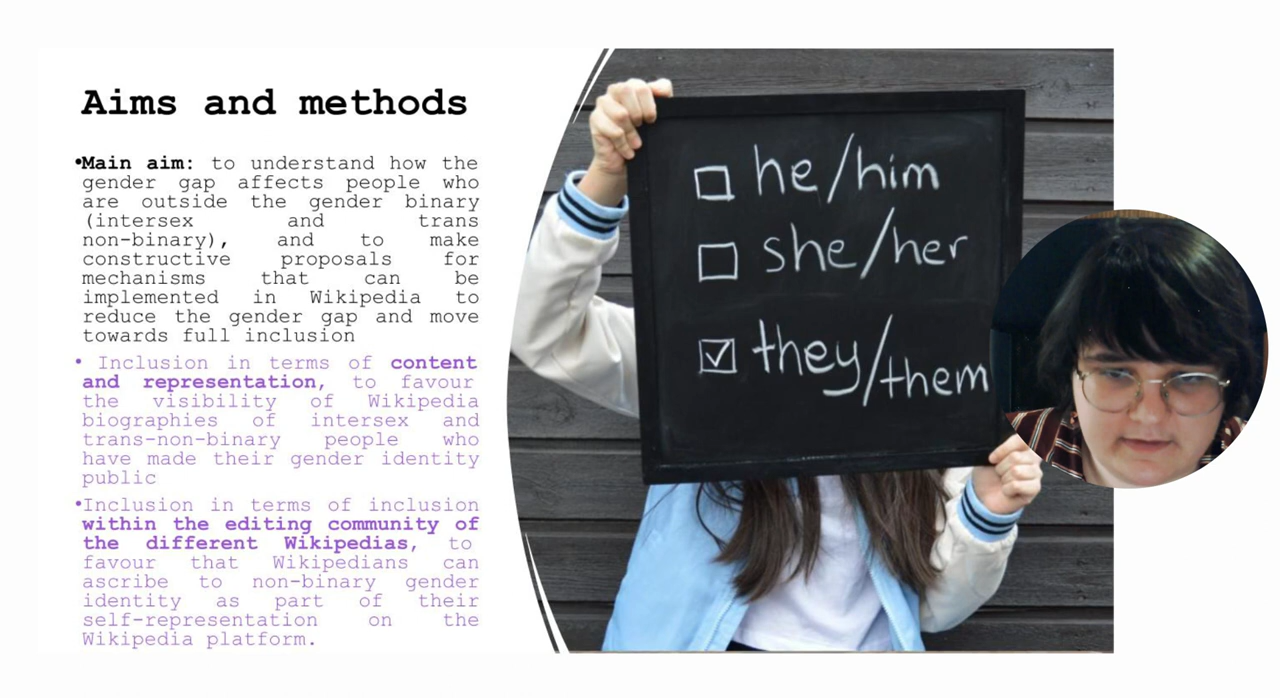 Aims and methods
•Main aim: to understand how the
gender gap affects people who
are outside the gender binary
(intersex and trans
non-binary), and to make
constructive proposals for
mechanisms that can be
implemented in Wikipedia to
reduce the gender gap and move
towards full inclusion
• Inclusion in terms of content
and representation, to favour
the visibility of Wikipedia
biographies of intersex and
trans-non-binary people who
have made their gender identity
public
•Inclusion in terms of inclusion
within the editing community of
the different Wikipedias, to
favour that Wikipedians can
ascribe to non-binary gender
identity as part of their
self-representation on the
Wikipedia platform.
he/him
she/her
they/them